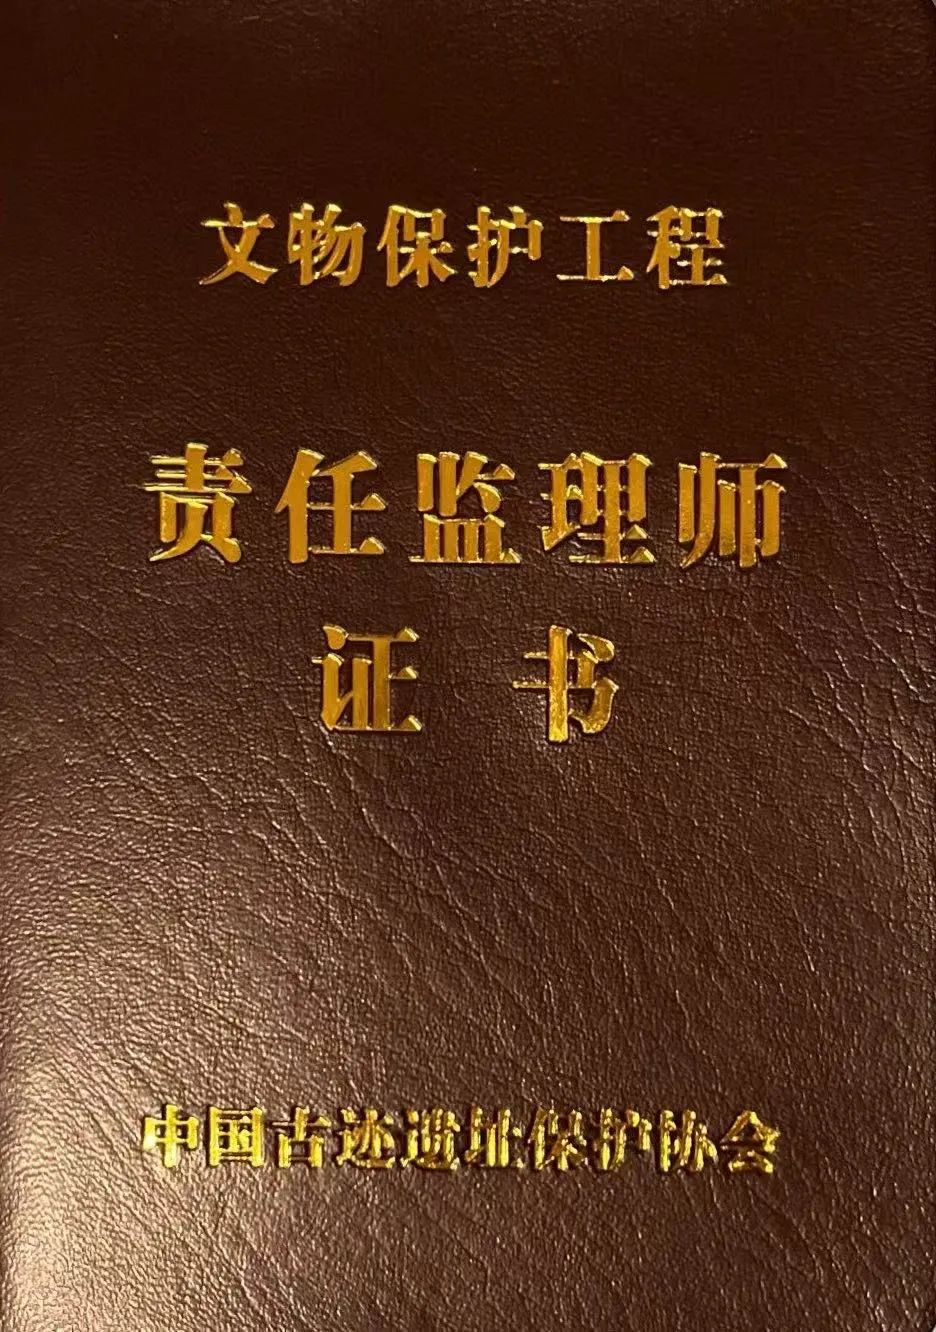 文物保护工程
责任监理师
证书
中国古迹遗址保护协会